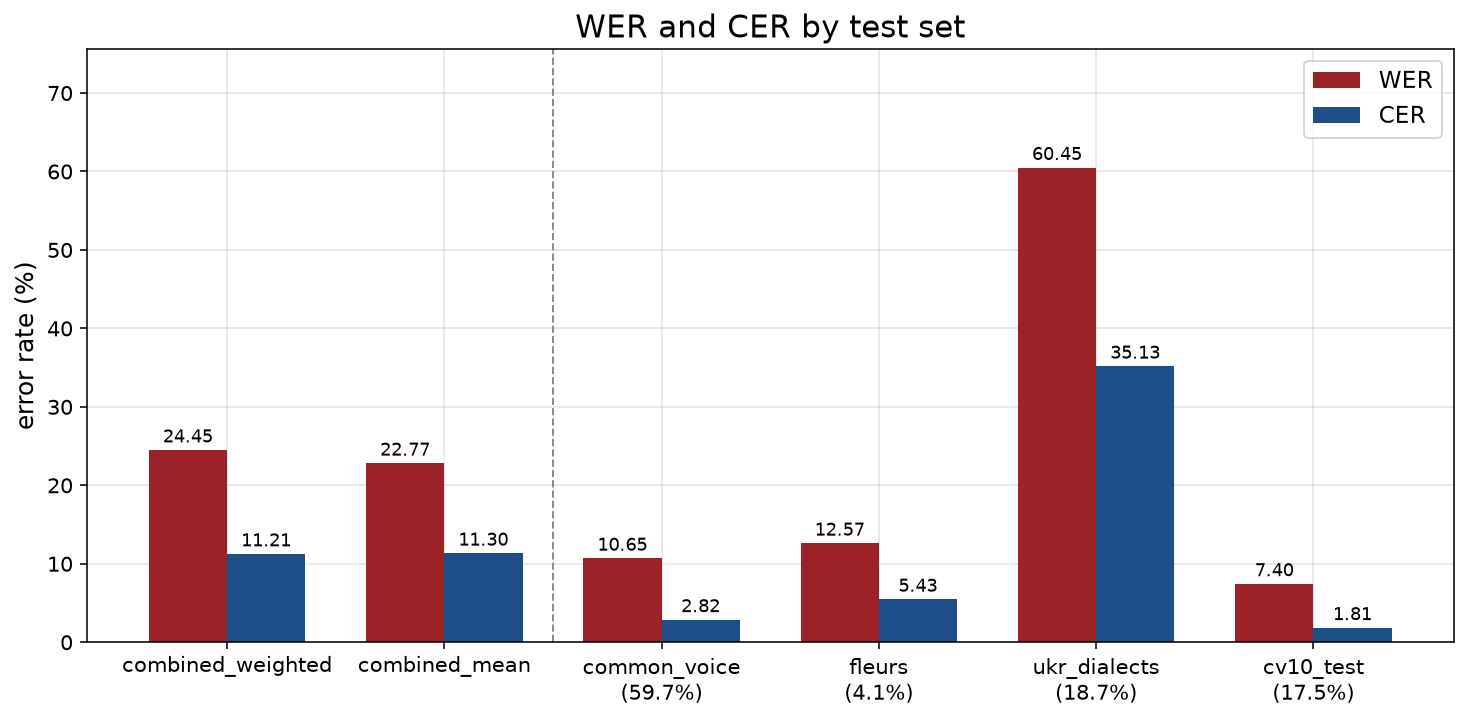 WER and CER by test set
WER
CER
error rate (%)
70
60
50
40
30
20
10
0
24.45
11.21
22.77
11.30
10.65
2.82
12.57
5.43
60.45
35.13
7.40
1.81
combined_weighted
combined_mean
common_voice
(59.7%)
fleurs
(4.1%)
ukr_dialects
(18.7%)
cv10_test
(17.5%)